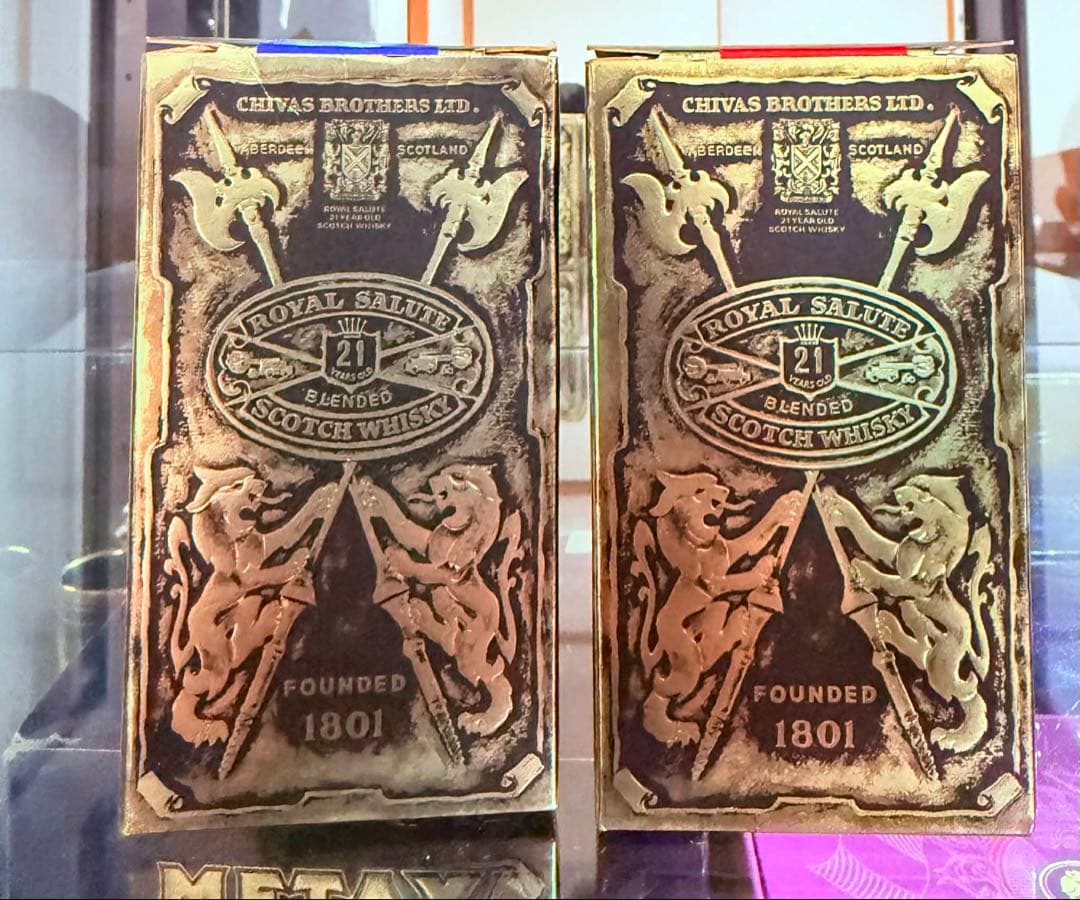 CHIVAS BROTHERS LTD.
ABERDEEN SCOTLAND
ROYAL SALUTE
21 YEAR OLD
SCOTCH WHISKY
ROYAL SALUTE
21
YEARS OLD
BLENDED
SCOTCH WHISKY
FOUNDED
1801
CHIVAS BROTHERS LTD.
ABERDEEN SCOTLAND
ROYAL SALUTE
21 YEAR OLD
SCOTCH WHISKY
ROYAL SALUTE
21
YEARS OLD
BLENDED
SCOTCH WHISKY
FOUNDED
1801
METAXA